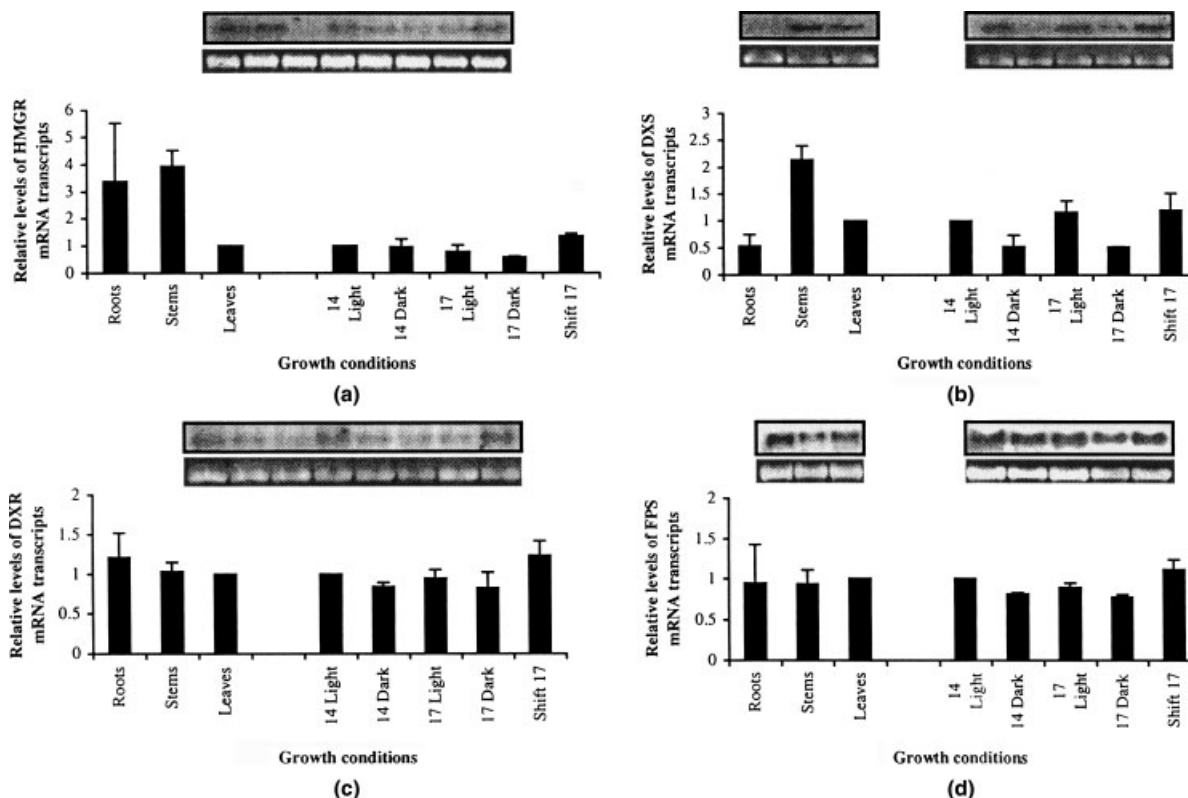 Relative levels of HMGR
mRNA transcripts
6
5
4
3
2
1
0
Roots
Stems
Leaves
14
Light
14 Dark
17
Light
17 Dark
Shift 17
Growth conditions
(a)
Realtive levels of DXS
mRNA transcripts
3
2.5
2
1.5
1
0.5
0
Roots
Stems
Leaves
14
Light
14 Dark
17
Light
17 Dark
Shift 17
Growth conditions
(b)
Relative levels of DXR
mRNA transcripts
2
1.5
1
0.5
0
Roots
Stems
Leaves
14 Light
14 Dark
17 Light
17 Dark
Shift 17
Growth conditions
(c)
Relative levels of FPS
mRNA transcripts
2
1.5
1
0.5
0
Roots
Stems
Leaves
14
Light
14 Dark
17
Light
17 Dark
Shift 17
Growth conditions
(d)